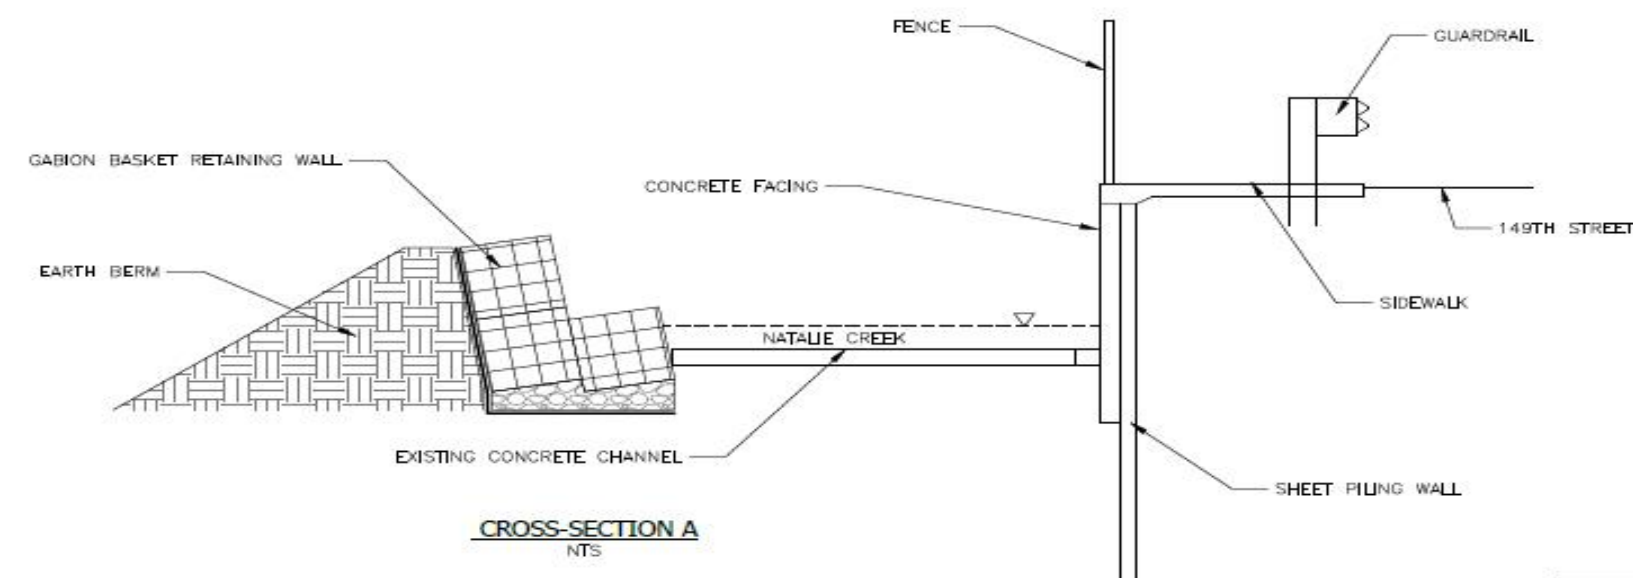 FENCE
GUARDRAIL
GABION BASKET RETAINING WALL
CONCRETE FACING
149TH STREET
EARTH BERM
SIDEWALK
NATALIE CREEK
EXISTING CONCRETE CHANNEL
SHEET PILING WALL
CROSS-SECTION A
NTS